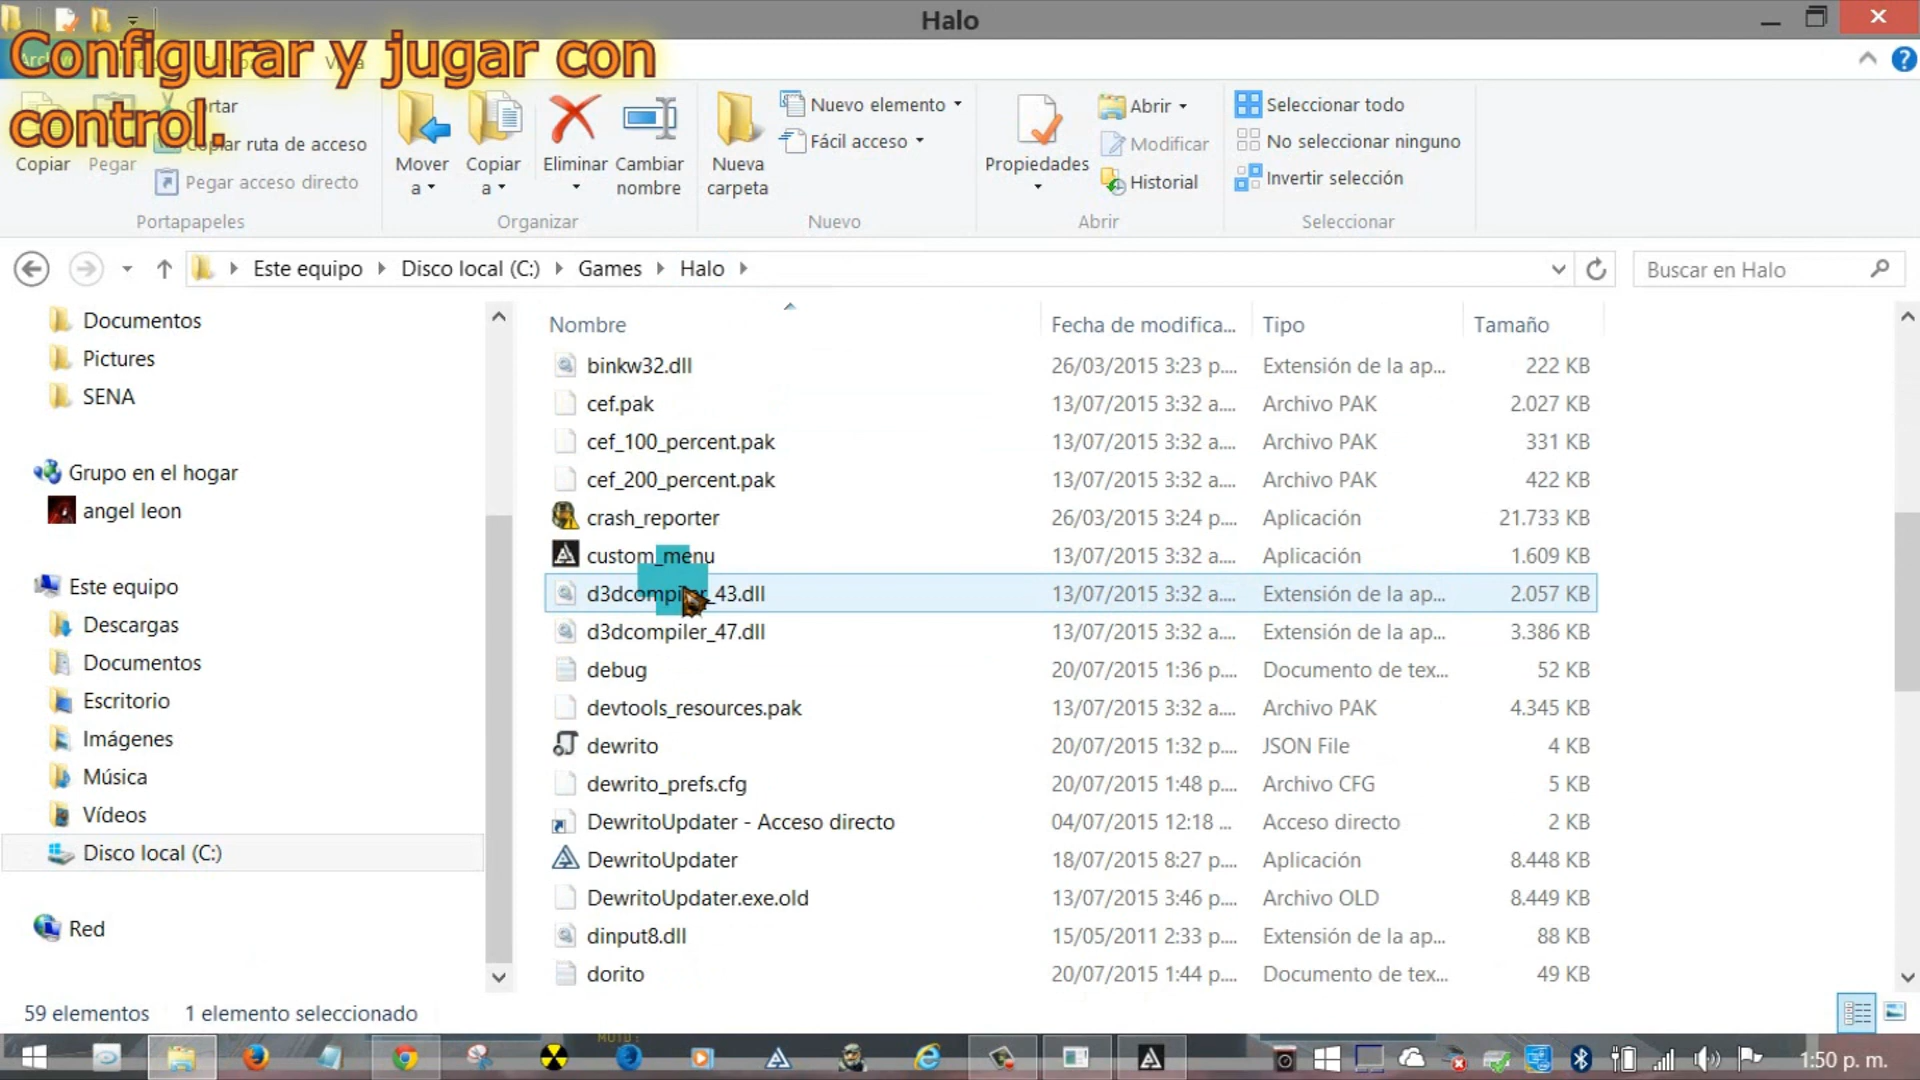 Halo
Configurar y jugar con
control.
Cortar
Copiar ruta de acceso
Pegar acceso directo
Copiar
Pegar
Portapapeles
Mover
a
Copiar
a
Eliminar
Cambiar
nombre
Organizar
Nueva
carpeta
Nuevo elemento
Fácil acceso
Nuevo
Propiedades
Abrir
Modificar
Historial
Abrir
Seleccionar todo
No seleccionar ninguno
Invertir selección
Seleccionar
Este equipo Disco local (C:) Games Halo
Buscar en Halo
Documentos
Pictures
SENA
Grupo en el hogar
angel leon
Este equipo
Descargas
Documentos
Escritorio
Imágenes
Música
Vídeos
Disco local (C:)
Red
Nombre Fecha de modifica... Tipo Tamaño
binkw32.dll 26/03/2015 3:23 p.... Extensión de la ap... 222 KB
cef.pak 13/07/2015 3:32 a.... Archivo PAK 2.027 KB
cef_100_percent.pak 13/07/2015 3:32 a.... Archivo PAK 331 KB
cef_200_percent.pak 13/07/2015 3:32 a.... Archivo PAK 422 KB
crash_reporter 26/03/2015 3:24 p.... Aplicación 21.733 KB
custom_menu 13/07/2015 3:32 a.... Aplicación 1.609 KB
d3dcompiler_43.dll 13/07/2015 3:32 a.... Extensión de la ap... 2.057 KB
d3dcompiler_47.dll 13/07/2015 3:32 a.... Extensión de la ap... 3.386 KB
debug 20/07/2015 1:36 p.... Documento de tex... 52 KB
devtools_resources.pak 13/07/2015 3:32 a.... Archivo PAK 4.345 KB
dewrito 20/07/2015 1:32 p.... JSON File 4 KB
dewrito_prefs.cfg 20/07/2015 1:48 p.... Archivo CFG 5 KB
DewritoUpdater - Acceso directo 04/07/2015 12:18 ... Acceso directo 2 KB
DewritoUpdater 18/07/2015 8:27 p.... Aplicación 8.448 KB
DewritoUpdater.exe.old 13/07/2015 3:46 p.... Archivo OLD 8.449 KB
dinput8.dll 15/05/2011 2:33 p.... Extensión de la ap... 88 KB
dorito 20/07/2015 1:44 p.... Documento de tex... 49 KB
59 elementos 1 elemento seleccionado
1:50 p. m.